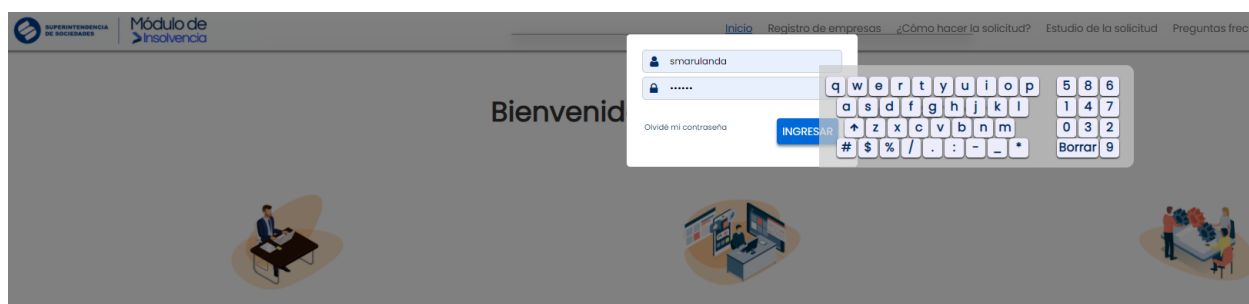 SUPERINTENDENCIA
DE SOCIEDADES
Módulo de
Insolvencia
Inicio Registro de empresas ¿Cómo hacer la solicitud? Estudio de la solicitud Preguntas frec
smarulanda
Bienvenid
Olvidé mi contraseña
INGRESAR
q w e r t y u i o p 5 8 6
a s d f g h j k l 1 4 7
z x c v b n m 0 3 2
# $ % / . : - _ * Borrar 9